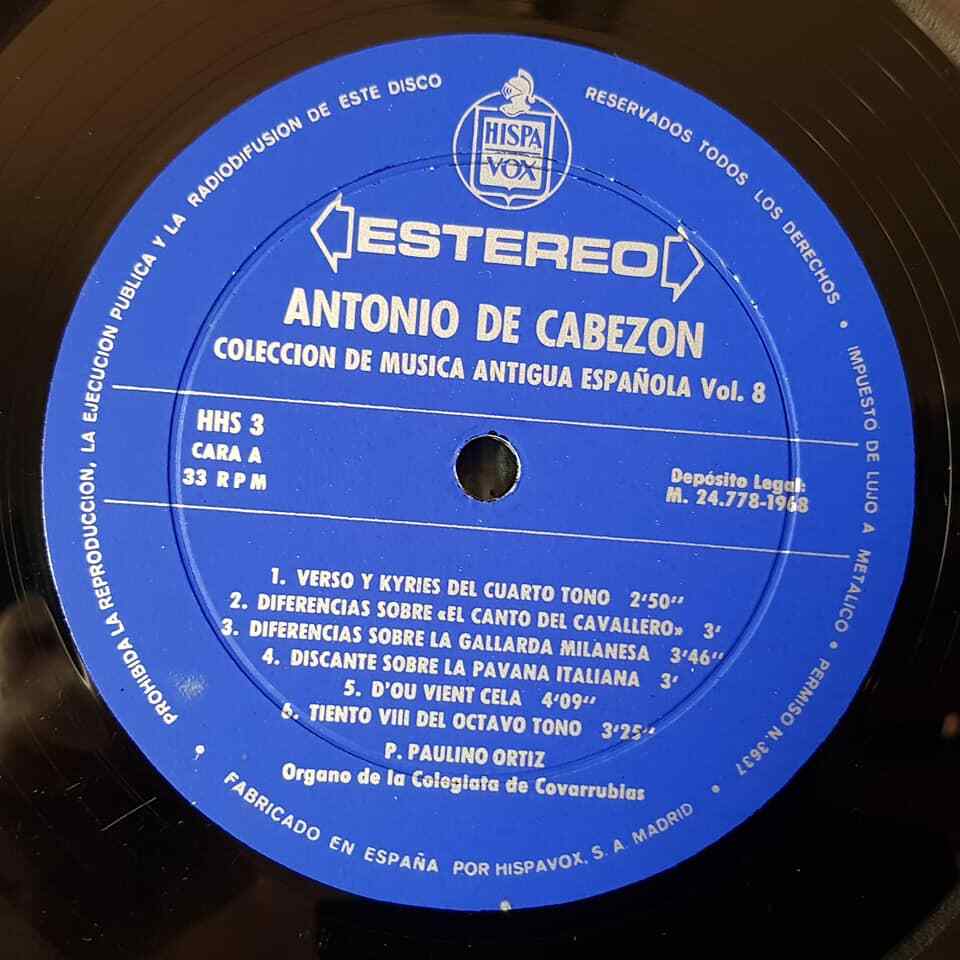 HISPA
VOX
ESTEREO
ANTONIO DE CABEZON
COLECCION DE MUSICA ANTIGUA ESPAÑOLA Vol. 8
HHS 3
CARA A
33 RPM
Depósito Legal:
M. 24.778-1968
1. VERSO Y KYRIES DEL CUARTO TONO 2'50''
2. DIFERENCIAS SOBRE «EL CANTO DEL CAVALLERO» 3'
3. DIFERENCIAS SOBRE LA GALLARDA MILANESA 3'46''
4. DISCANTE SOBRE LA PAVANA ITALIANA 3'
5. D'OU VIENT CELA 4'09''
6. TIENTO VIII DEL OCTAVO TONO 3'25''
P. PAULINO ORTIZ
Organo de la Colegiata de Covarrubias
PROHIBIDA LA REPRODUCCION, LA EJECUCION PUBLICA Y LA RADIODIFUSION DE ESTE DISCO
RESERVADOS TODOS LOS DERECHOS • IMPUESTO DE LUJO A METALICO • PERMISO N. 3637 •
FABRICADO EN ESPAÑA POR HISPAVOX, S. A. MADRID